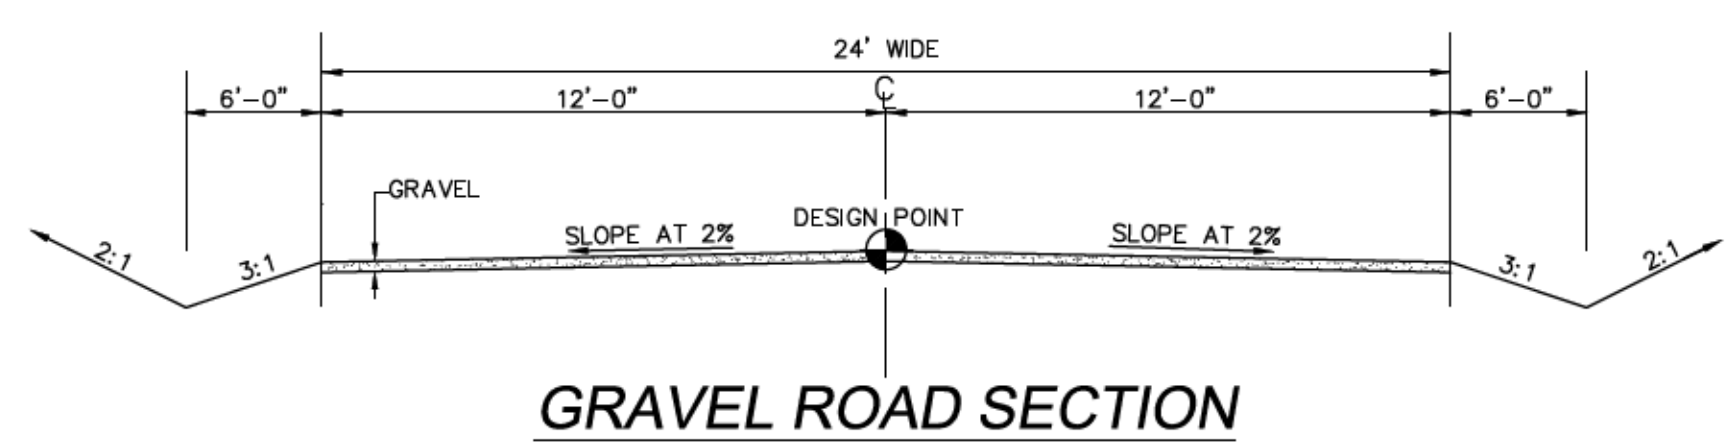 24' WIDE
℄
6'-0" 12'-0" 12'-0" 6'-0"
GRAVEL
DESIGN POINT
SLOPE AT 2% SLOPE AT 2%
2:1 3:1 3:1 2:1
GRAVEL ROAD SECTION